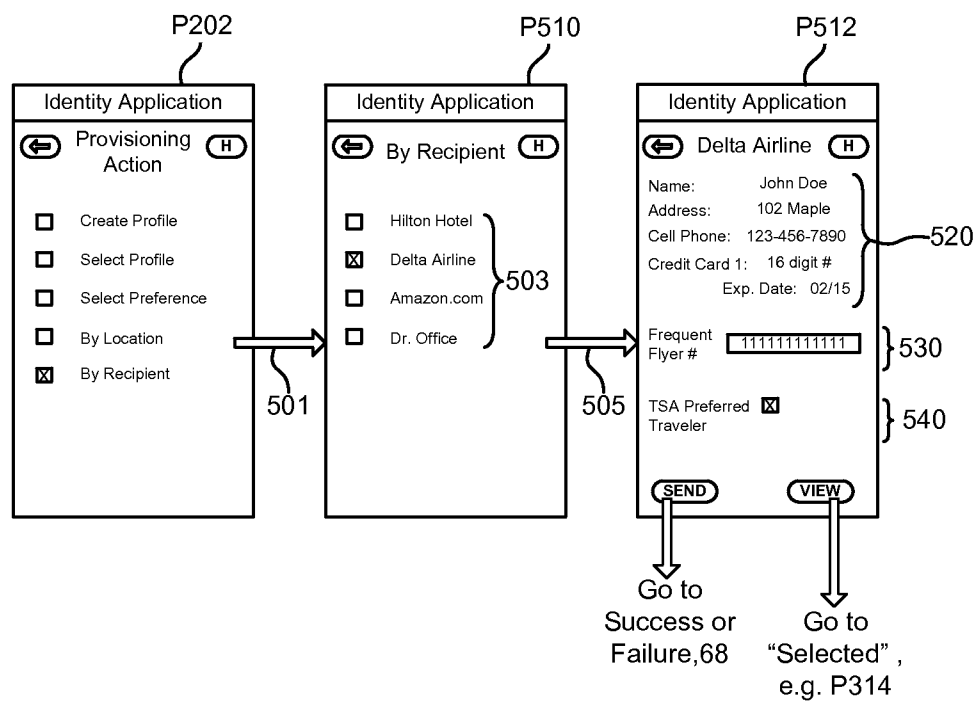 P202
P510
P512
Identity Application
Provisioning
Action
H
Create Profile
Select Profile
Select Preference
By Location
By Recipient
501
Identity Application
By Recipient
H
Hilton Hotel
Delta Airline
Amazon.com
Dr. Office
503
505
Identity Application
Delta Airline
H
Name: John Doe
Address: 102 Maple
Cell Phone: 123-456-7890
Credit Card 1: 16 digit #
Exp. Date: 02/15
520
Frequent
Flyer #
111111111111
530
TSA Preferred
Traveler
540
SEND
VIEW
Go to
Success or
Failure,68
Go to
“Selected” ,
e.g. P314